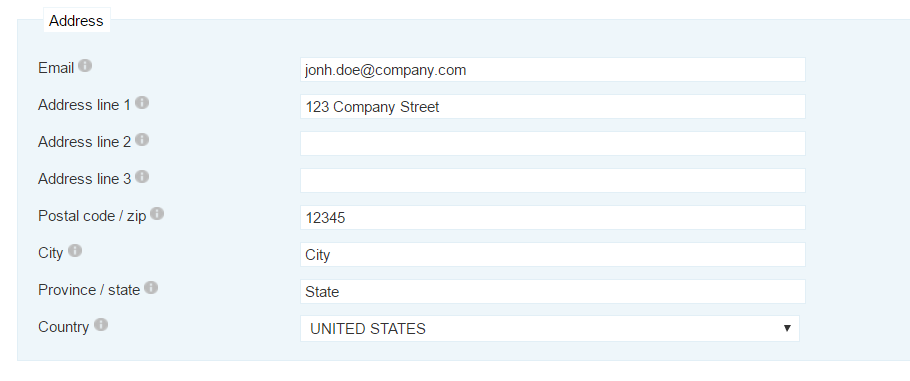 Address
Email jonh.doe@company.com
Address line 1 123 Company Street
Address line 2
Address line 3
Postal code / zip 12345
City City
Province / state State
Country UNITED STATES